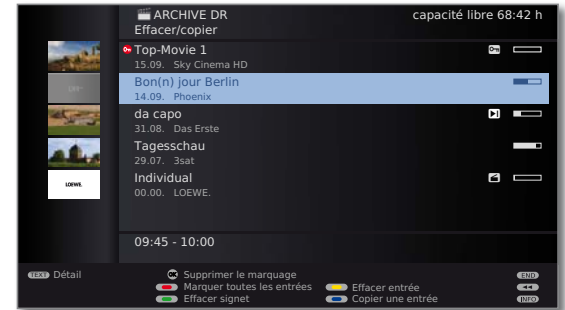 ARCHIVE DR capacité libre 68:42 h
Effacer/copier
Top-Movie 1
15.09. Sky Cinema HD
Bon(n) jour Berlin
14.09. Phoenix
da capo
31.08. Das Erste
Tagesschau
29.07. 3sat
Individual
00.00. LOEWE.
LOEWE.
09:45 - 10:00
TEXT Détail
OK Supprimer le marquage END
Marquer toutes les entrées Effacer entrée
Effacer signet Copier une entrée INFO